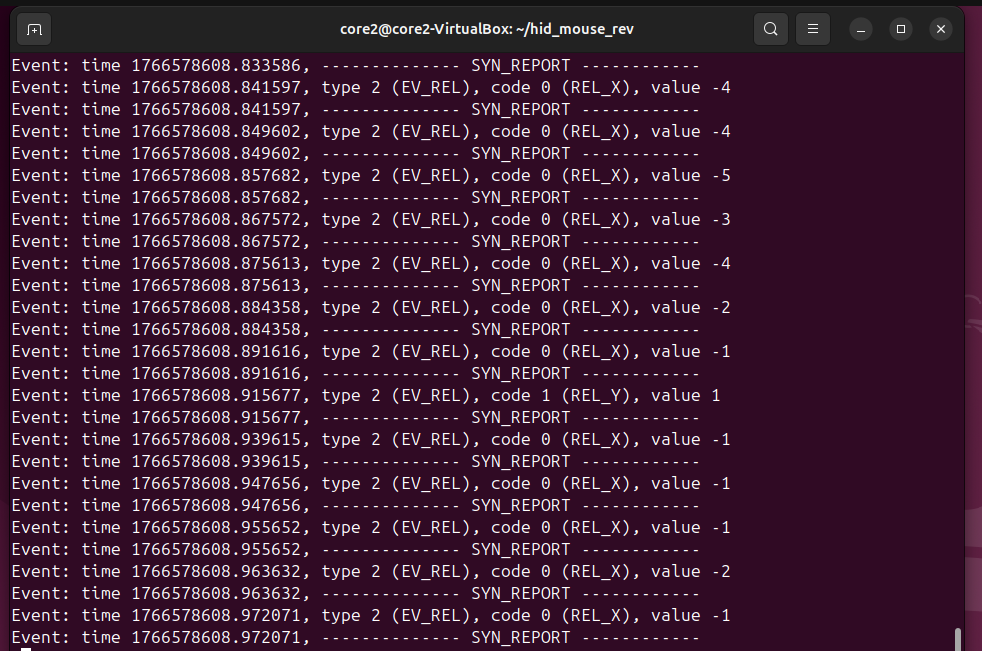 core2@core2-VirtualBox: ~/hid_mouse_rev
Event: time 1766578608.833586, -------------- SYN_REPORT ------------
Event: time 1766578608.841597, type 2 (EV_REL), code 0 (REL_X), value -4
Event: time 1766578608.841597, -------------- SYN_REPORT ------------
Event: time 1766578608.849602, type 2 (EV_REL), code 0 (REL_X), value -4
Event: time 1766578608.849602, -------------- SYN_REPORT ------------
Event: time 1766578608.857682, type 2 (EV_REL), code 0 (REL_X), value -5
Event: time 1766578608.857682, -------------- SYN_REPORT ------------
Event: time 1766578608.867572, type 2 (EV_REL), code 0 (REL_X), value -3
Event: time 1766578608.867572, -------------- SYN_REPORT ------------
Event: time 1766578608.875613, type 2 (EV_REL), code 0 (REL_X), value -4
Event: time 1766578608.875613, -------------- SYN_REPORT ------------
Event: time 1766578608.884358, type 2 (EV_REL), code 0 (REL_X), value -2
Event: time 1766578608.884358, -------------- SYN_REPORT ------------
Event: time 1766578608.891616, type 2 (EV_REL), code 0 (REL_X), value -1
Event: time 1766578608.891616, -------------- SYN_REPORT ------------
Event: time 1766578608.915677, type 2 (EV_REL), code 1 (REL_Y), value 1
Event: time 1766578608.915677, -------------- SYN_REPORT ------------
Event: time 1766578608.939615, type 2 (EV_REL), code 0 (REL_X), value -1
Event: time 1766578608.939615, -------------- SYN_REPORT ------------
Event: time 1766578608.947656, type 2 (EV_REL), code 0 (REL_X), value -1
Event: time 1766578608.947656, -------------- SYN_REPORT ------------
Event: time 1766578608.955652, type 2 (EV_REL), code 0 (REL_X), value -1
Event: time 1766578608.955652, -------------- SYN_REPORT ------------
Event: time 1766578608.963632, type 2 (EV_REL), code 0 (REL_X), value -2
Event: time 1766578608.963632, -------------- SYN_REPORT ------------
Event: time 1766578608.972071, type 2 (EV_REL), code 0 (REL_X), value -1
Event: time 1766578608.972071, -------------- SYN_REPORT ------------